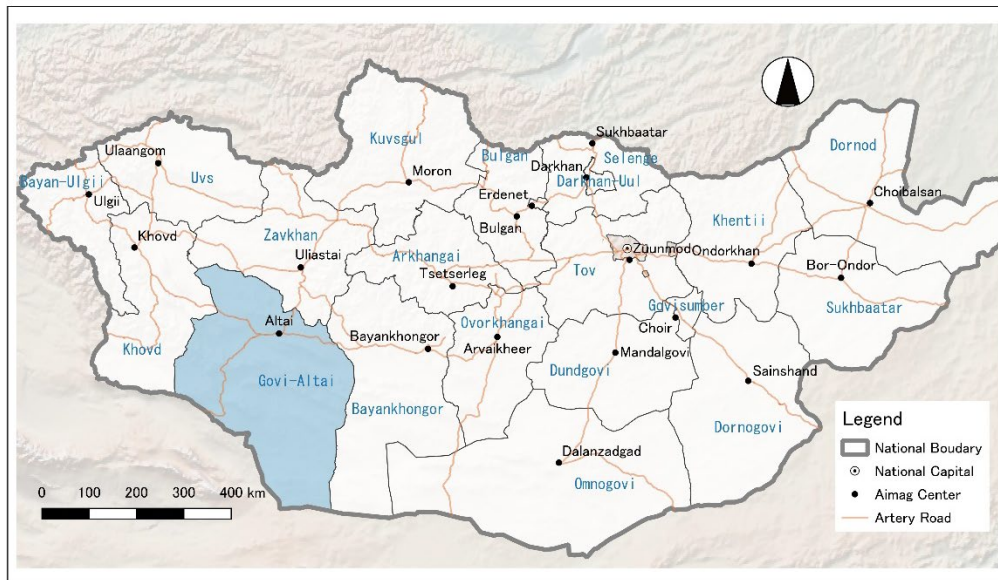 Sukhbaatar
Kuvsgul
Dornod
Ulaangom
Bulgan
Selenge
Darkhan
Bayan-Ulgii
Uvs
Moron
Darkhan-Uul
Ulgii
Erdenet
Choibalsan
Bulgan
Khentii
Khovd
Zavkhan
Arkhangai
Zuunmod
Ondorkhan
Uliastai
Tov
Bor-Ondor
Tsetserleg
Govisumber
Sukhbaatar
Altai
Ovorkhangai
Choir
Khovd
Bayankhongor
Arvaikheer
Mandalgovi
Dundgovi
Govi-Altai
Sainshand
Bayankhongor
Dornogovi
Dalanzadgad
Omnogovi
Legend
National Boudary
National Capital
Aimag Center
Artery Road
0 100 200 300 400 km